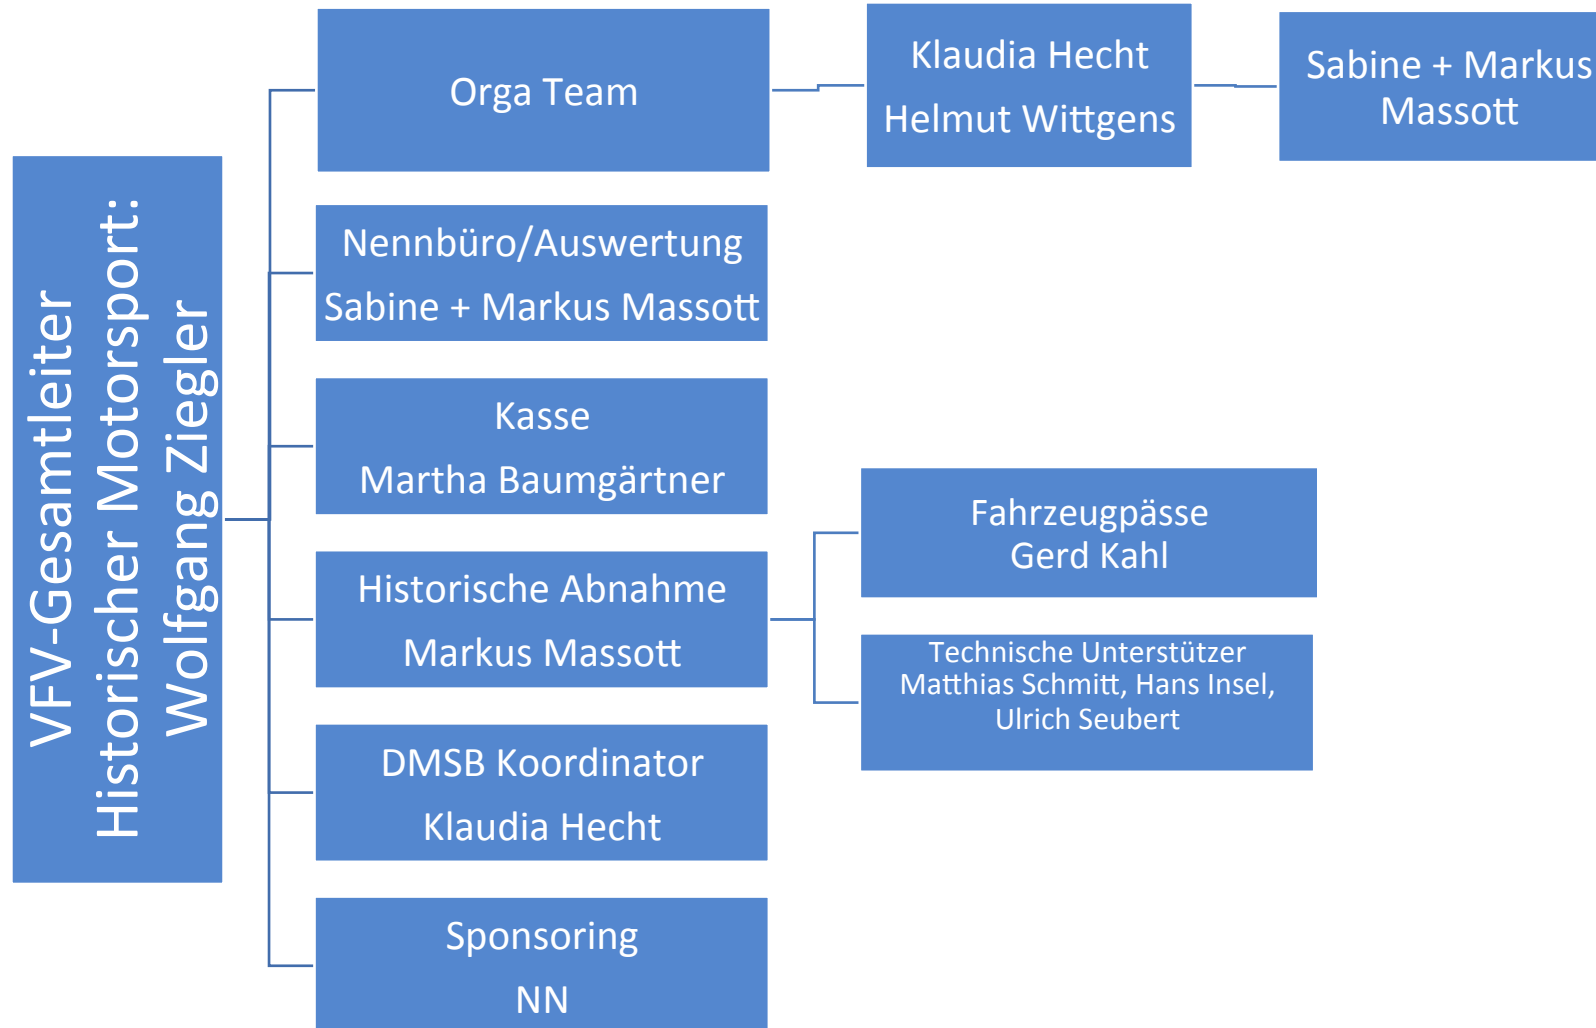 VFV-Gesamtleiter
Historischer Motorsport:
Wolfgang Ziegler
Orga Team
Klaudia Hecht
Helmut Wittgens
Sabine + Markus
Massott
Nennbüro/Auswertung
Sabine + Markus Massott
Kasse
Martha Baumgärtner
Historische Abnahme
Markus Massott
Fahrzeugpässe
Gerd Kahl
Technische Unterstützer
Matthias Schmitt, Hans Insel,
Ulrich Seubert
DMSB Koordinator
Klaudia Hecht
Sponsoring
NN